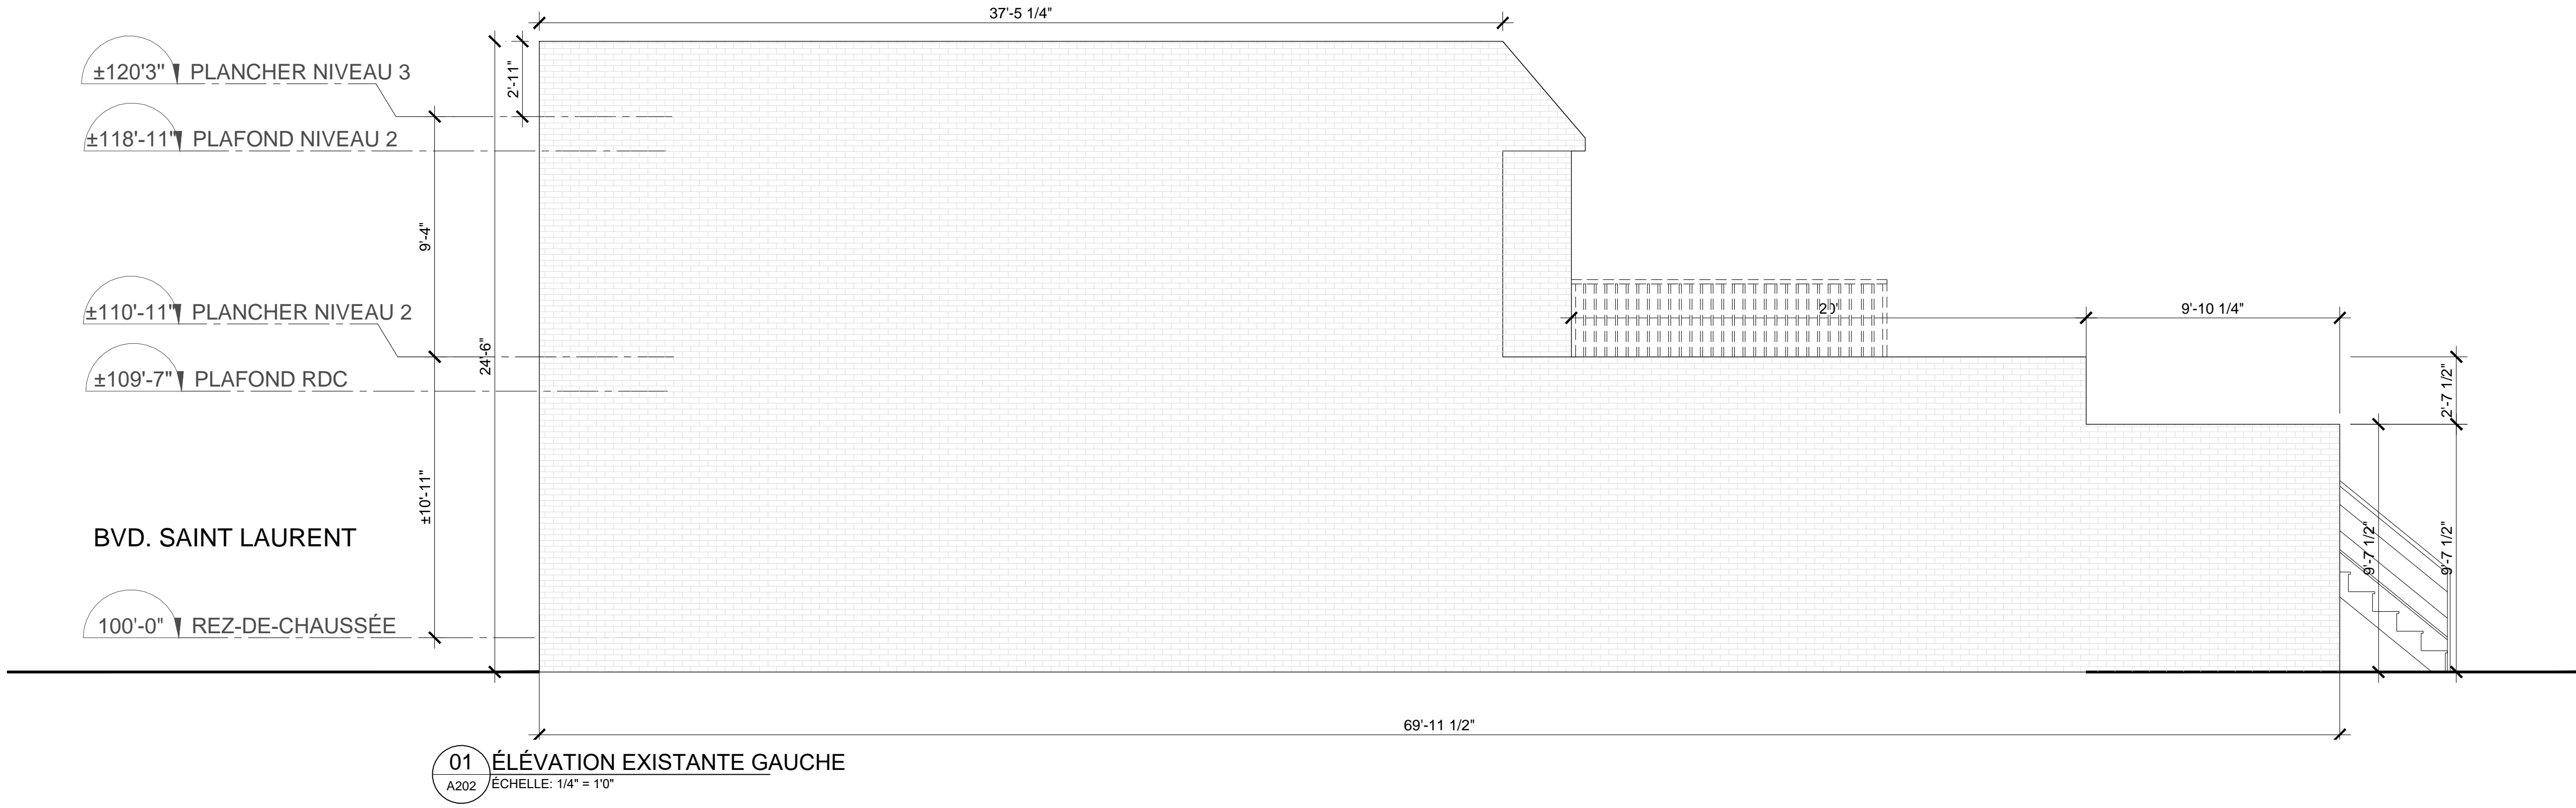 37'-5 1/4"
±120'3" PLANCHER NIVEAU 3
2'-11"
±118'-11" PLAFOND NIVEAU 2
9'-4"
±110'-11" PLANCHER NIVEAU 2
20'
9'-10 1/4"
24'-6"
±109'-7" PLAFOND RDC
2'-7 1/2"
±10'-11"
BVD. SAINT LAURENT
9'-7 1/2"
9'-7 1/2"
100'-0" REZ-DE-CHAUSSÉE
69'-11 1/2"
01 ÉLÉVATION EXISTANTE GAUCHE
A202 ÉCHELLE: 1/4" = 1'0"